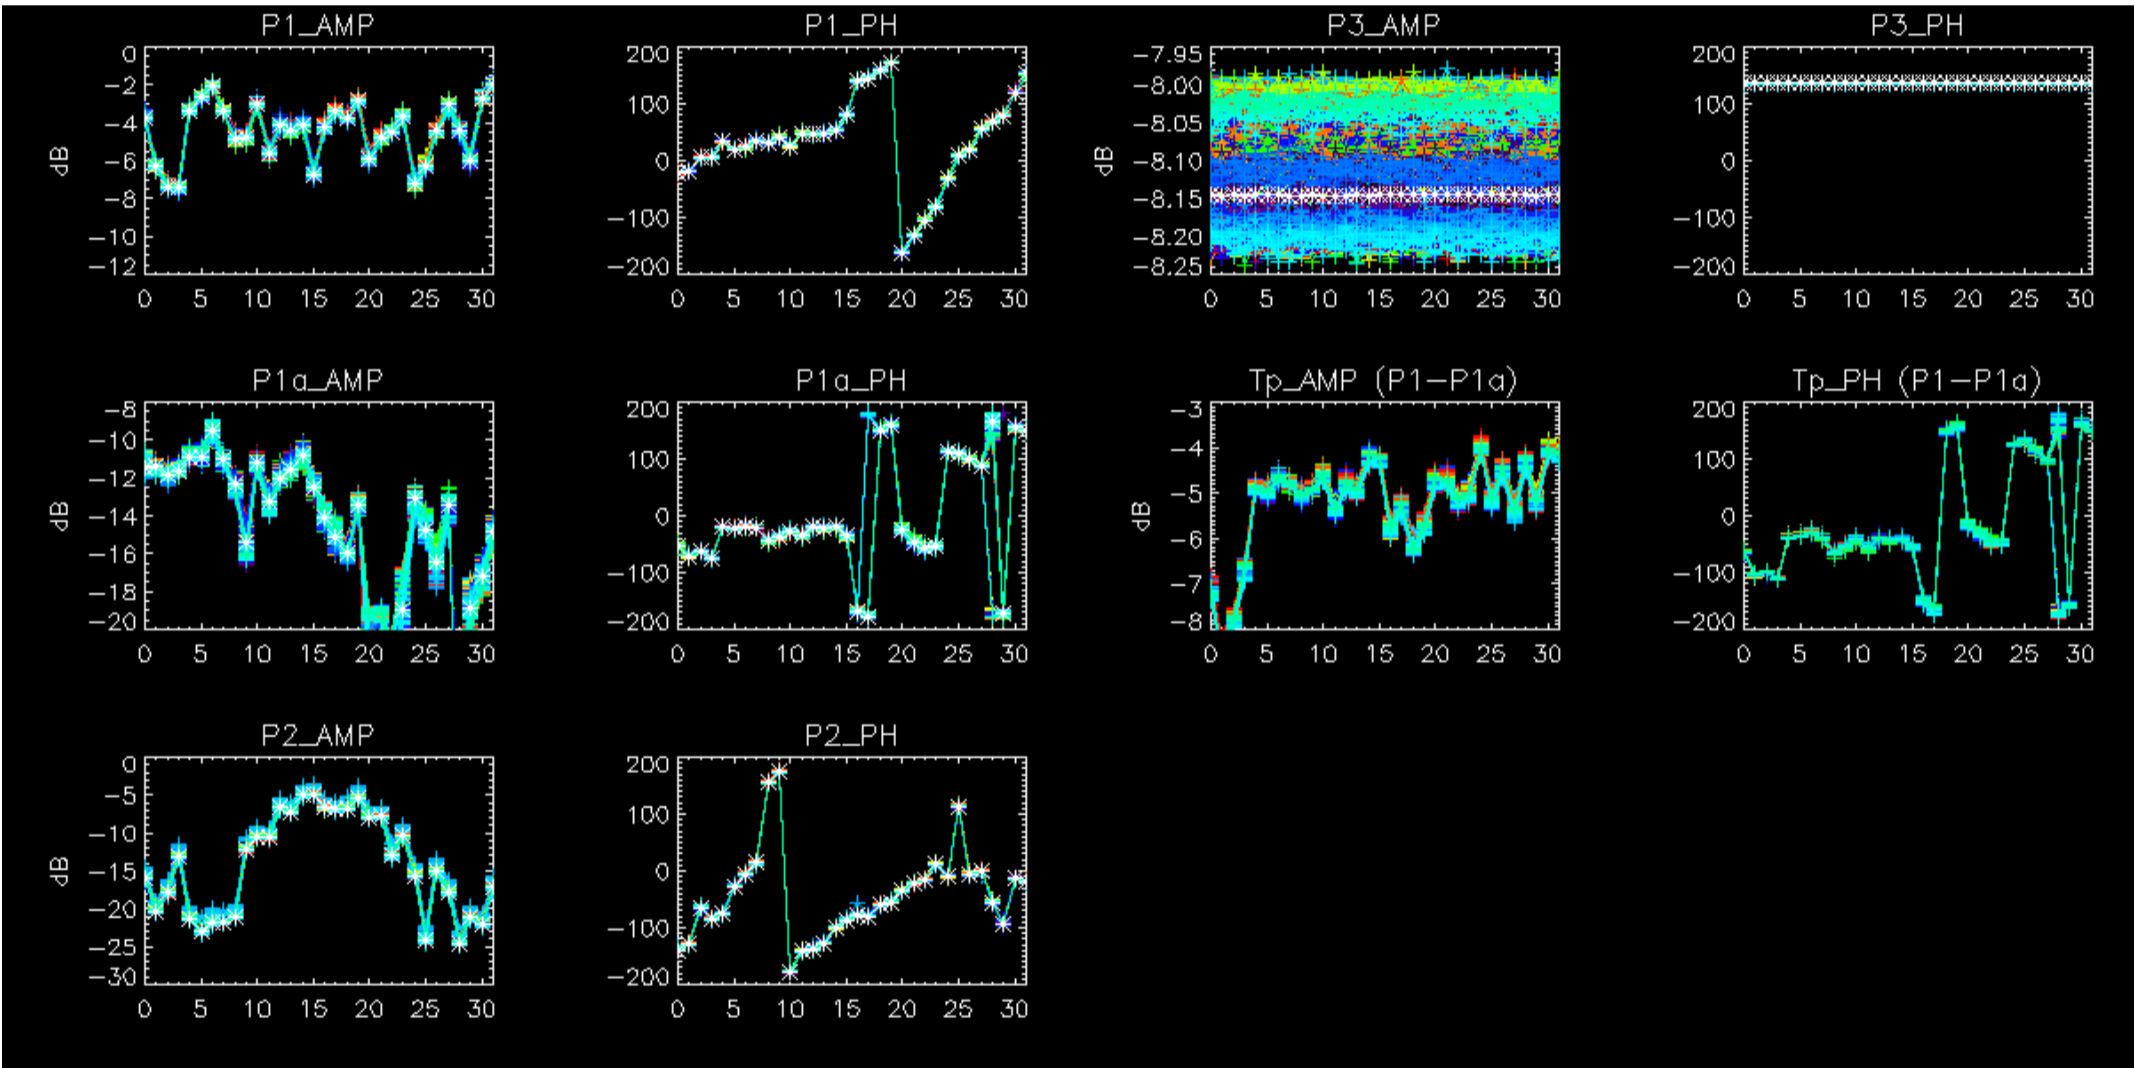 P1_AMP
0
−2
−4
−6
−8
−10
−12
dB
0 5 10 15 20 25 30
P1_PH
200
100
0
−100
−200
0 5 10 15 20 25 30
P3_AMP
−7.95
−8.00
−8.05
−8.10
−8.15
−8.20
−8.25
dB
0 5 10 15 20 25 30
P3_PH
200
100
0
−100
−200
0 5 10 15 20 25 30
P1a_AMP
−8
−10
−12
−14
−16
−18
−20
dB
0 5 10 15 20 25 30
P1a_PH
200
100
0
−100
−200
0 5 10 15 20 25 30
Tp_AMP (P1−P1a)
−3
−4
−5
−6
−7
−8
dB
0 5 10 15 20 25 30
Tp_PH (P1−P1a)
200
100
0
−100
−200
0 5 10 15 20 25 30
P2_AMP
0
−5
−10
−15
−20
−25
−30
dB
0 5 10 15 20 25 30
P2_PH
200
100
0
−100
−200
0 5 10 15 20 25 30